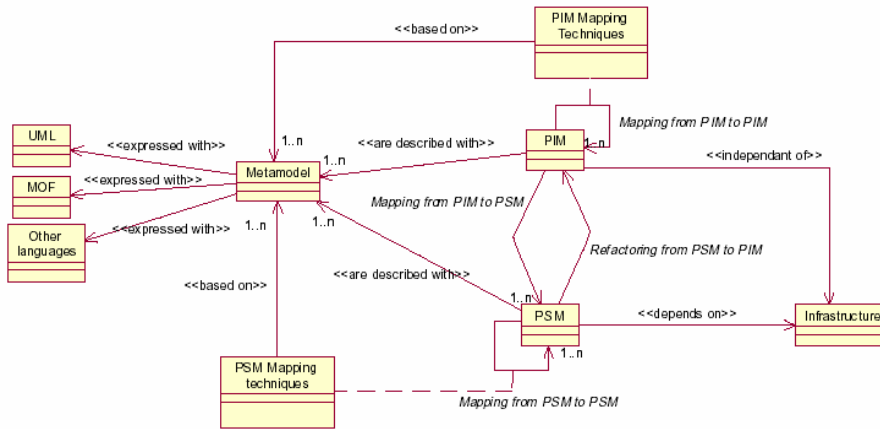 PIM Mapping
Techniques
<<based on>>
UML
<<expressed with>>
1..n
1..n
<<are described with>>
PIM
1..n
Mapping from PIM to PIM
<<independant of>>
MOF
<<expressed with>>
Metamodel
Mapping from PIM to PSM
Other
languages
<<expressed with>>
1..n
1..n
Refactoring from PSM to PIM
<<based on>>
<<are described with>>
1..n
PSM
<<depends on>>
Infrastructure
1..n
PSM Mapping
techniques
Mapping from PSM to PSM